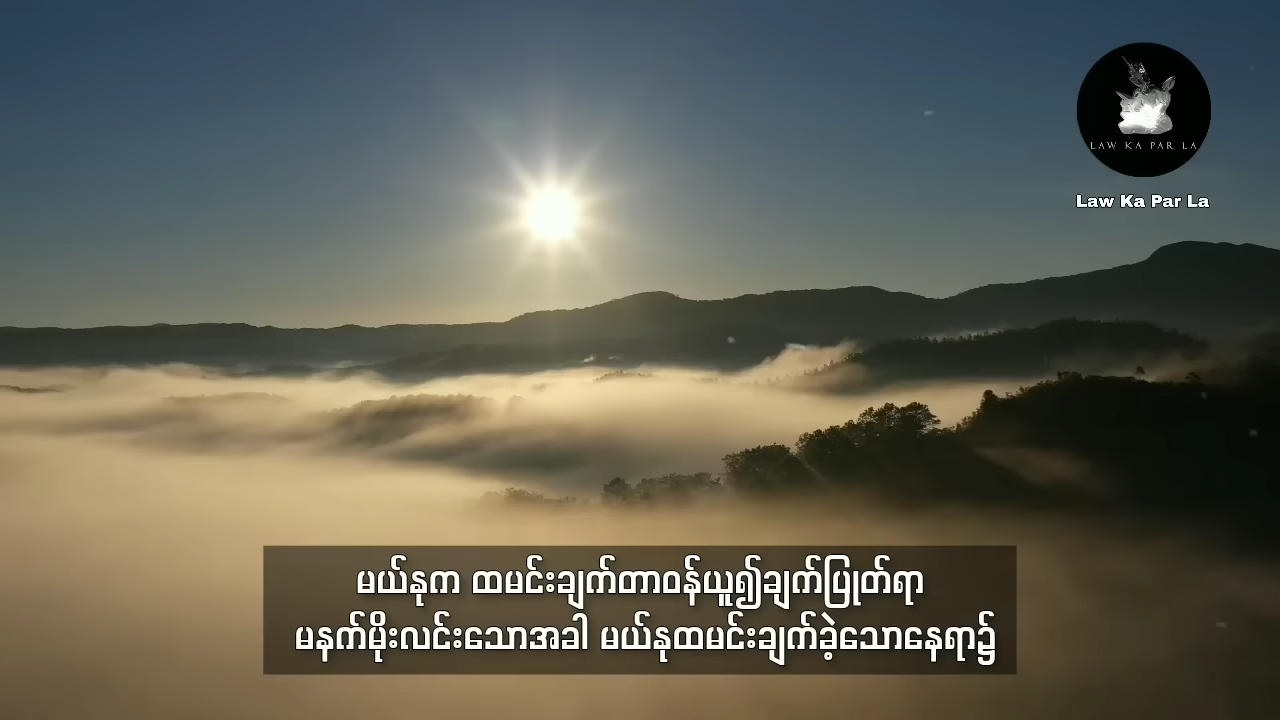 LAW KA PAR LA
Law Ka Par La
မယ်နုက ထမင်းချက်တာဝန်ယူ၍ချက်ပြုတ်ရာ
မနက်မိုးလင်းသောအခါ မယ်နုထမင်းချက်ခဲ့သောနေရာ၌